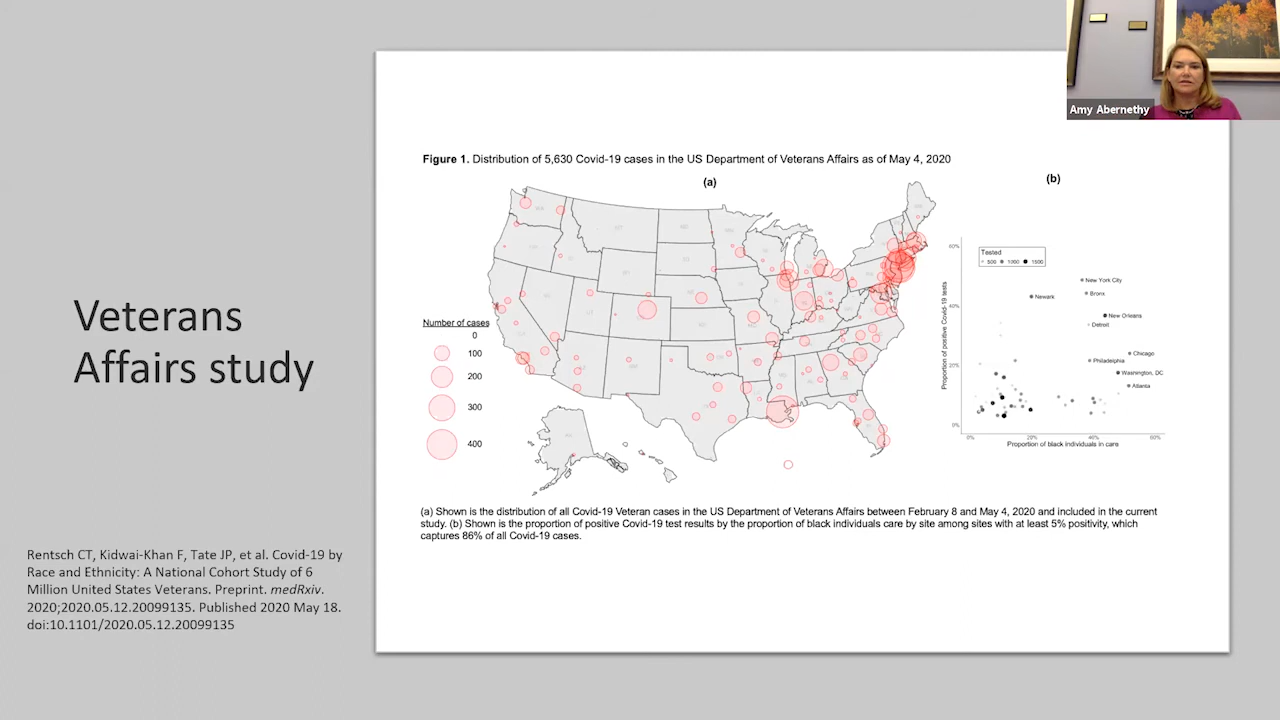 Amy Abernethy
Veterans
Affairs study
Rentsch CT, Kidwai-Khan F, Tate JP, et al. Covid-19 by
Race and Ethnicity: A National Cohort Study of 6
Million United States Veterans. Preprint. medRxiv.
2020;2020.05.12.20099135. Published 2020 May 18.
doi:10.1101/2020.05.12.20099135
Figure 1. Distribution of 5,630 Covid-19 cases in the US Department of Veterans Affairs as of May 4, 2020
(a)
Number of cases
0
100
200
300
400
(b)
Tested
500 1000 1500
Proportion of positive Covid-19 tests
60%
40%
20%
0%
New York City
Newark
Bronx
New Orleans
Detroit
Chicago
Philadelphia
Washington, DC
Atlanta
0% 20% 40% 60%
Proportion of black individuals in care
(a) Shown is the distribution of all Covid-19 Veteran cases in the US Department of Veterans Affairs between February 8 and May 4, 2020 and included in the current
study. (b) Shown is the proportion of positive Covid-19 test results by the proportion of black individuals care by site among sites with at least 5% positivity, which
captures 86% of all Covid-19 cases.